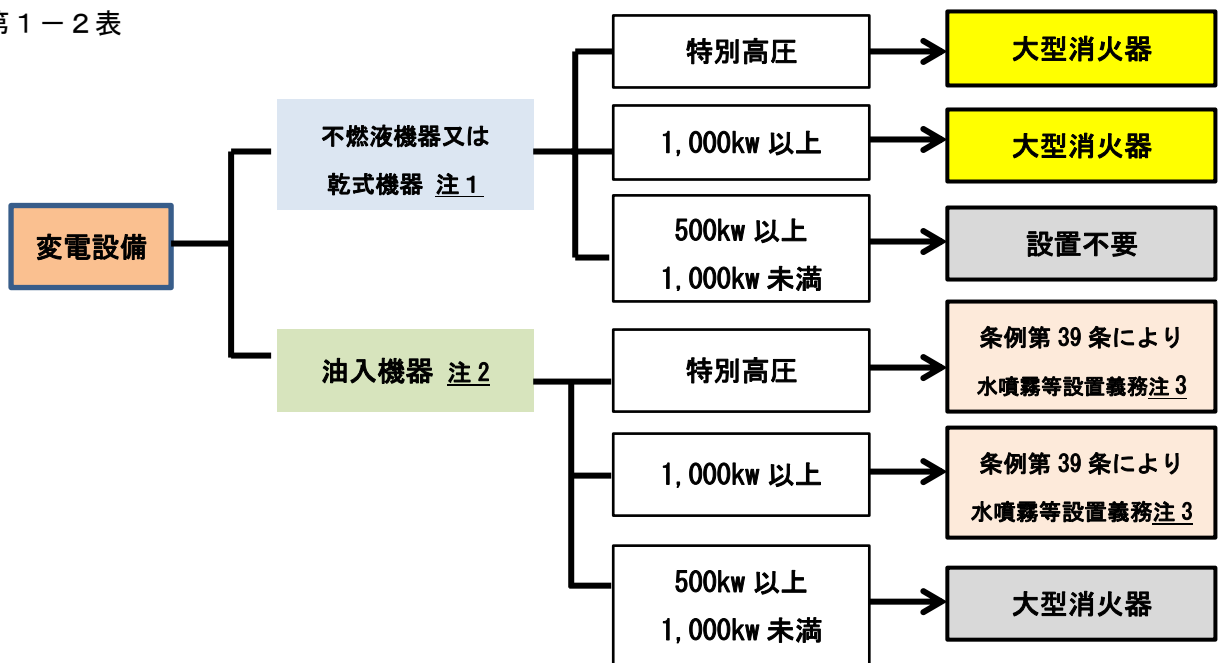 第１－２表
変電設備
不燃液機器又は
乾式機器 注１
特別高圧
大型消火器
1,000kw 以上
大型消火器
500kw 以上
1,000kw 未満
設置不要
油入機器 注２
特別高圧
条例第 39 条により
水噴霧等設置義務注３
1,000kw 以上
条例第 39 条により
水噴霧等設置義務注３
500kw 以上
1,000kw 未満
大型消火器